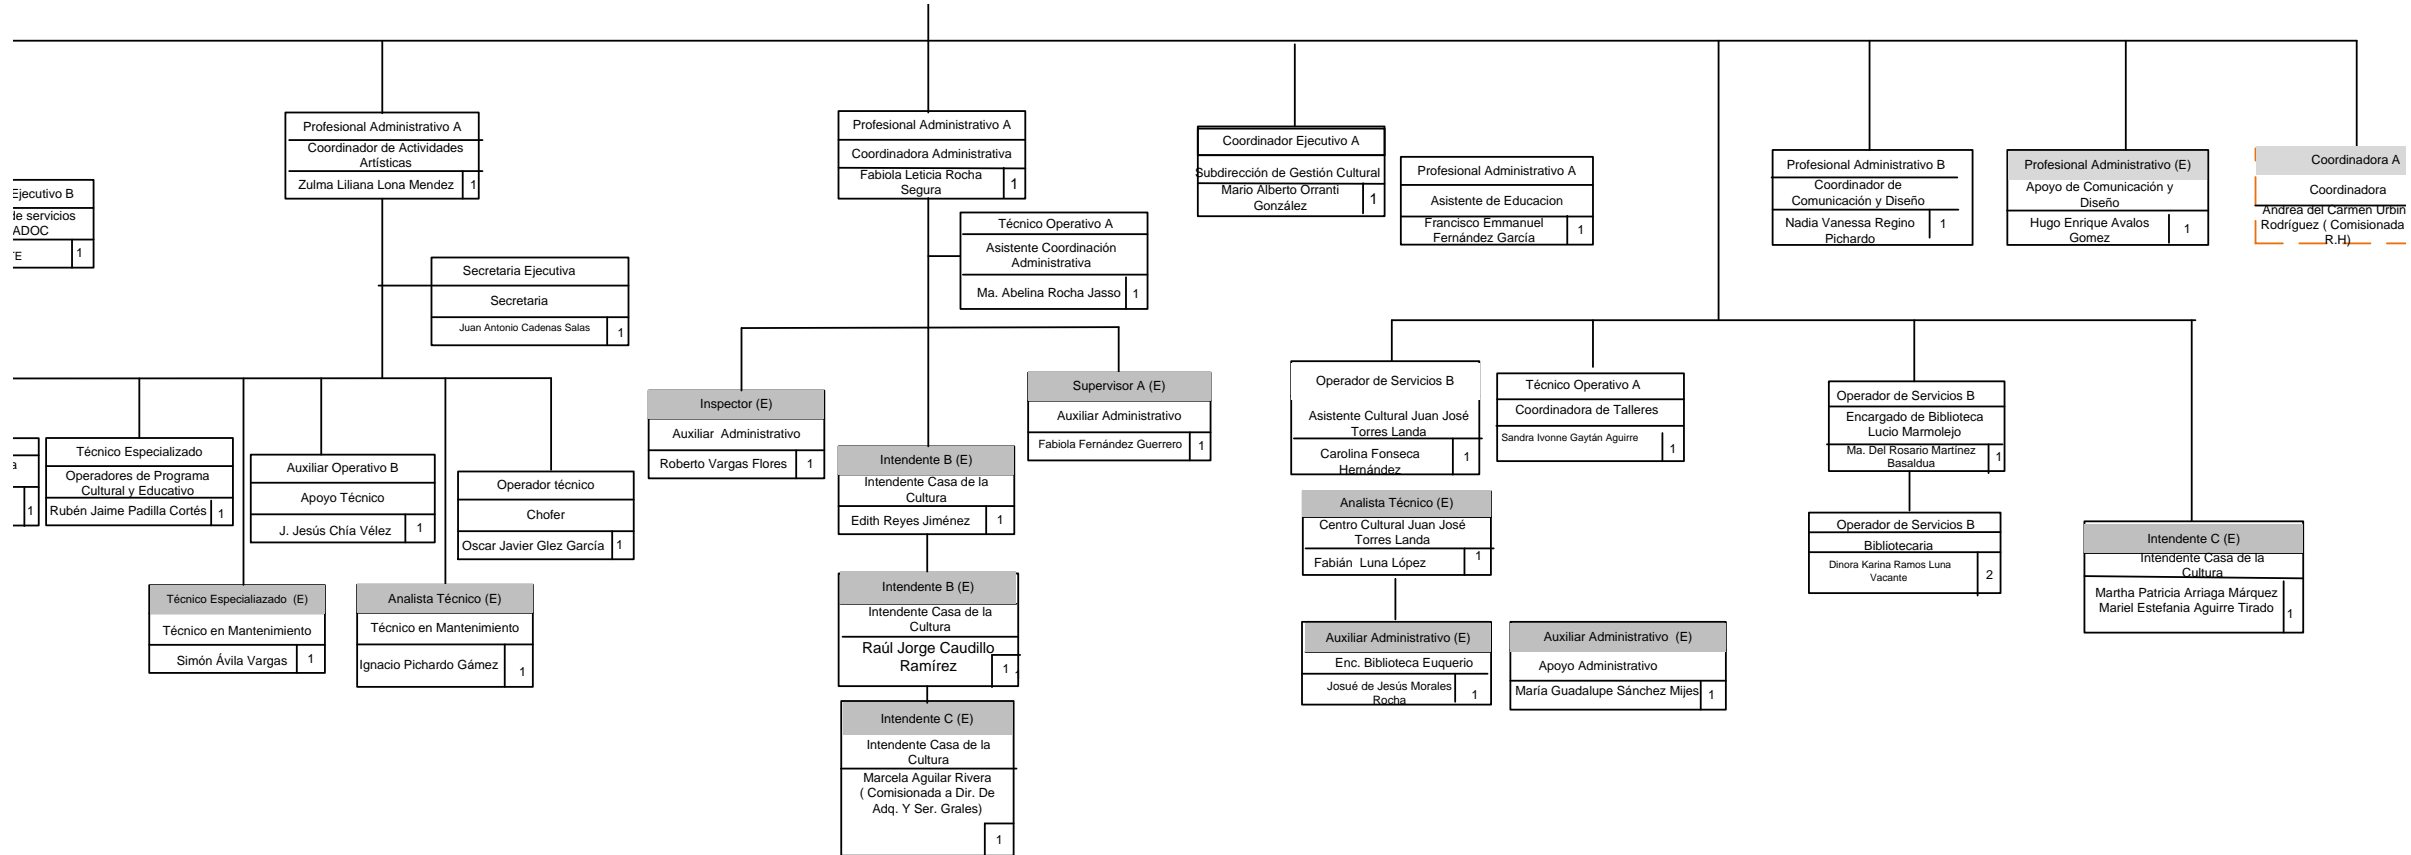 Ejecutivo B
de servicios
ADOC
TE
1
Profesional Administrativo A
Coordinador de Actividades
Artísticas
Zulma Liliana Lona Mendez
1
Secretaria Ejecutiva
Secretaria
Juan Antonio Cadenas Salas
1
a
1
Técnico Especializado
Operadores de Programa
Cultural y Educativo
Rubén Jaime Padilla Cortés
1
Auxiliar Operativo B
Apoyo Técnico
J. Jesús Chía Vélez
1
Operador técnico
Chofer
Oscar Javier Glez García
1
Técnico Especialiazado (E)
Técnico en Mantenimiento
Simón Ávila Vargas
1
Analista Técnico (E)
Técnico en Mantenimiento
Ignacio Pichardo Gámez
1
Profesional Administrativo A
Coordinadora Administrativa
Fabiola Leticia Rocha
Segura
1
Técnico Operativo A
Asistente Coordinación
Administrativa
Ma. Abelina Rocha Jasso
1
Inspector (E)
Auxiliar Administrativo
Roberto Vargas Flores
1
Supervisor A (E)
Auxiliar Administrativo
Fabiola Fernández Guerrero
1
Intendente B (E)
Intendente Casa de la
Cultura
Edith Reyes Jiménez
1
Intendente B (E)
Intendente Casa de la
Cultura
Raúl Jorge Caudillo
Ramírez
1
Intendente C (E)
Intendente Casa de la
Cultura
Marcela Aguilar Rivera
( Comisionada a Dir. De
Adq. Y Ser. Grales)
1
Coordinador Ejecutivo A
Subdirección de Gestión Cultural
Mario Alberto Orranti
González
1
Profesional Administrativo A
Asistente de Educacion
Francisco Emmanuel
Fernández García
1
Profesional Administrativo B
Coordinador de
Comunicación y Diseño
Nadia Vanessa Regino
Pichardo
1
Profesional Administrativo (E)
Apoyo de Comunicación y
Diseño
Hugo Enrique Avalos
Gomez
1
Coordinadora A
Coordinadora
Andrea del Carmen Urbin
Rodríguez ( Comisionada
R.H)
Operador de Servicios B
Asistente Cultural Juan José
Torres Landa
Carolina Fonseca
Hernández
1
Técnico Operativo A
Coordinadora de Talleres
Sandra Ivonne Gaytán Aguirre
1
Analista Técnico (E)
Centro Cultural Juan José
Torres Landa
Fabián Luna López
1
Auxiliar Administrativo (E)
Enc. Biblioteca Euquerio
Josué de Jesús Morales
Rocha
1
Auxiliar Administrativo (E)
Apoyo Administrativo
María Guadalupe Sánchez Mijes
1
Operador de Servicios B
Encargado de Biblioteca
Lucio Marmolejo
Ma. Del Rosario Martínez
Basaldua
1
Operador de Servicios B
Bibliotecaria
Dinora Karina Ramos Luna
Vacante
2
Intendente C (E)
Intendente Casa de la
Cultura
Martha Patricia Arriaga Márquez
Mariel Estefania Aguirre Tirado
1